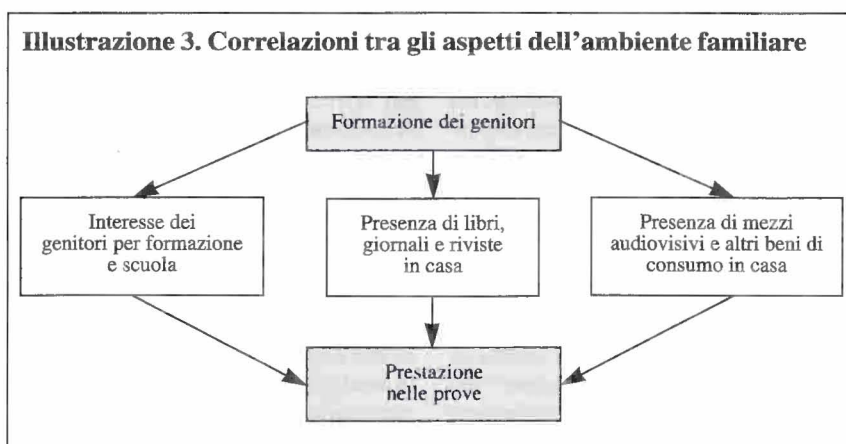 Illustrazione 3. Correlazioni tra gli aspetti dell'ambiente familiare
Formazione dei genitori
Interesse dei
genitori per formazione
e scuola
Presenza di libri,
giornali e riviste
in casa
Presenza di mezzi
audiovisivi e altri beni di
consumo in casa
Prestazione
nelle prove